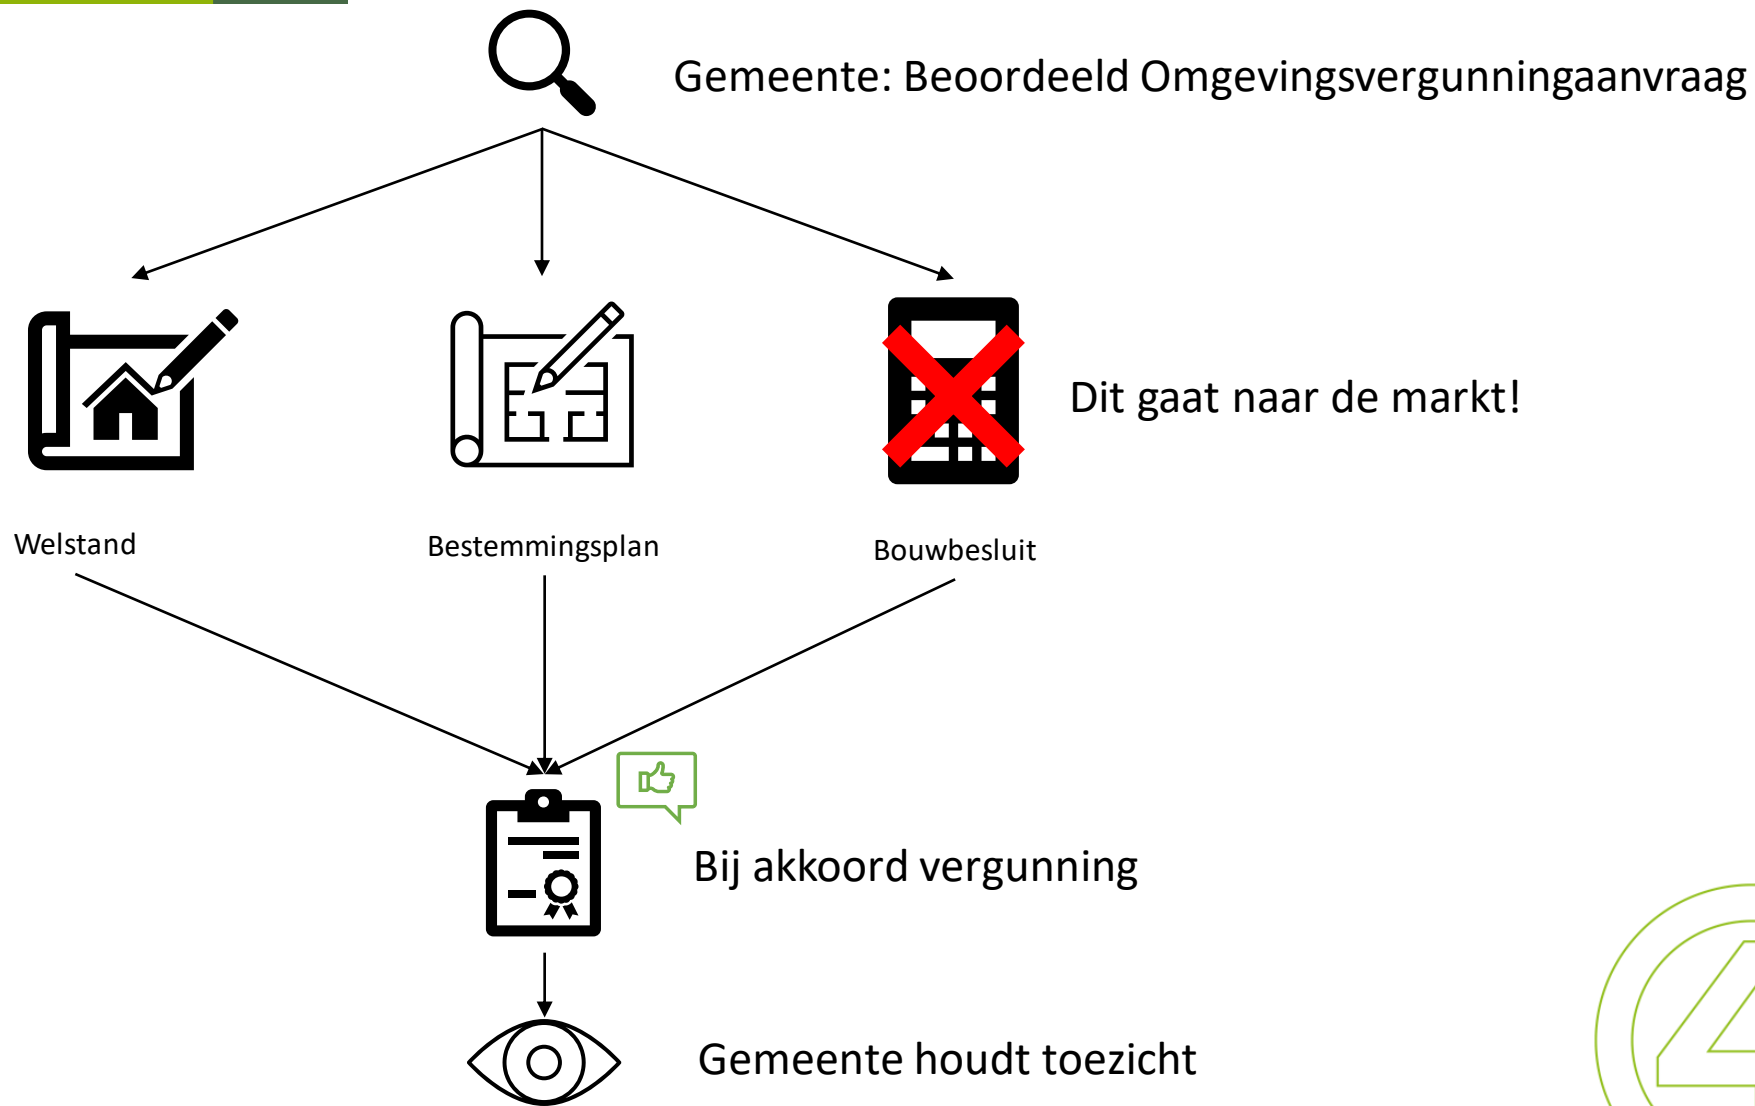 Gemeente: Beoordeeld Omgevingsvergunningaanvraag
Dit gaat naar de markt!
Welstand
Bestemmingsplan
Bouwbesluit
Bij akkoord vergunning
Gemeente houdt toezicht